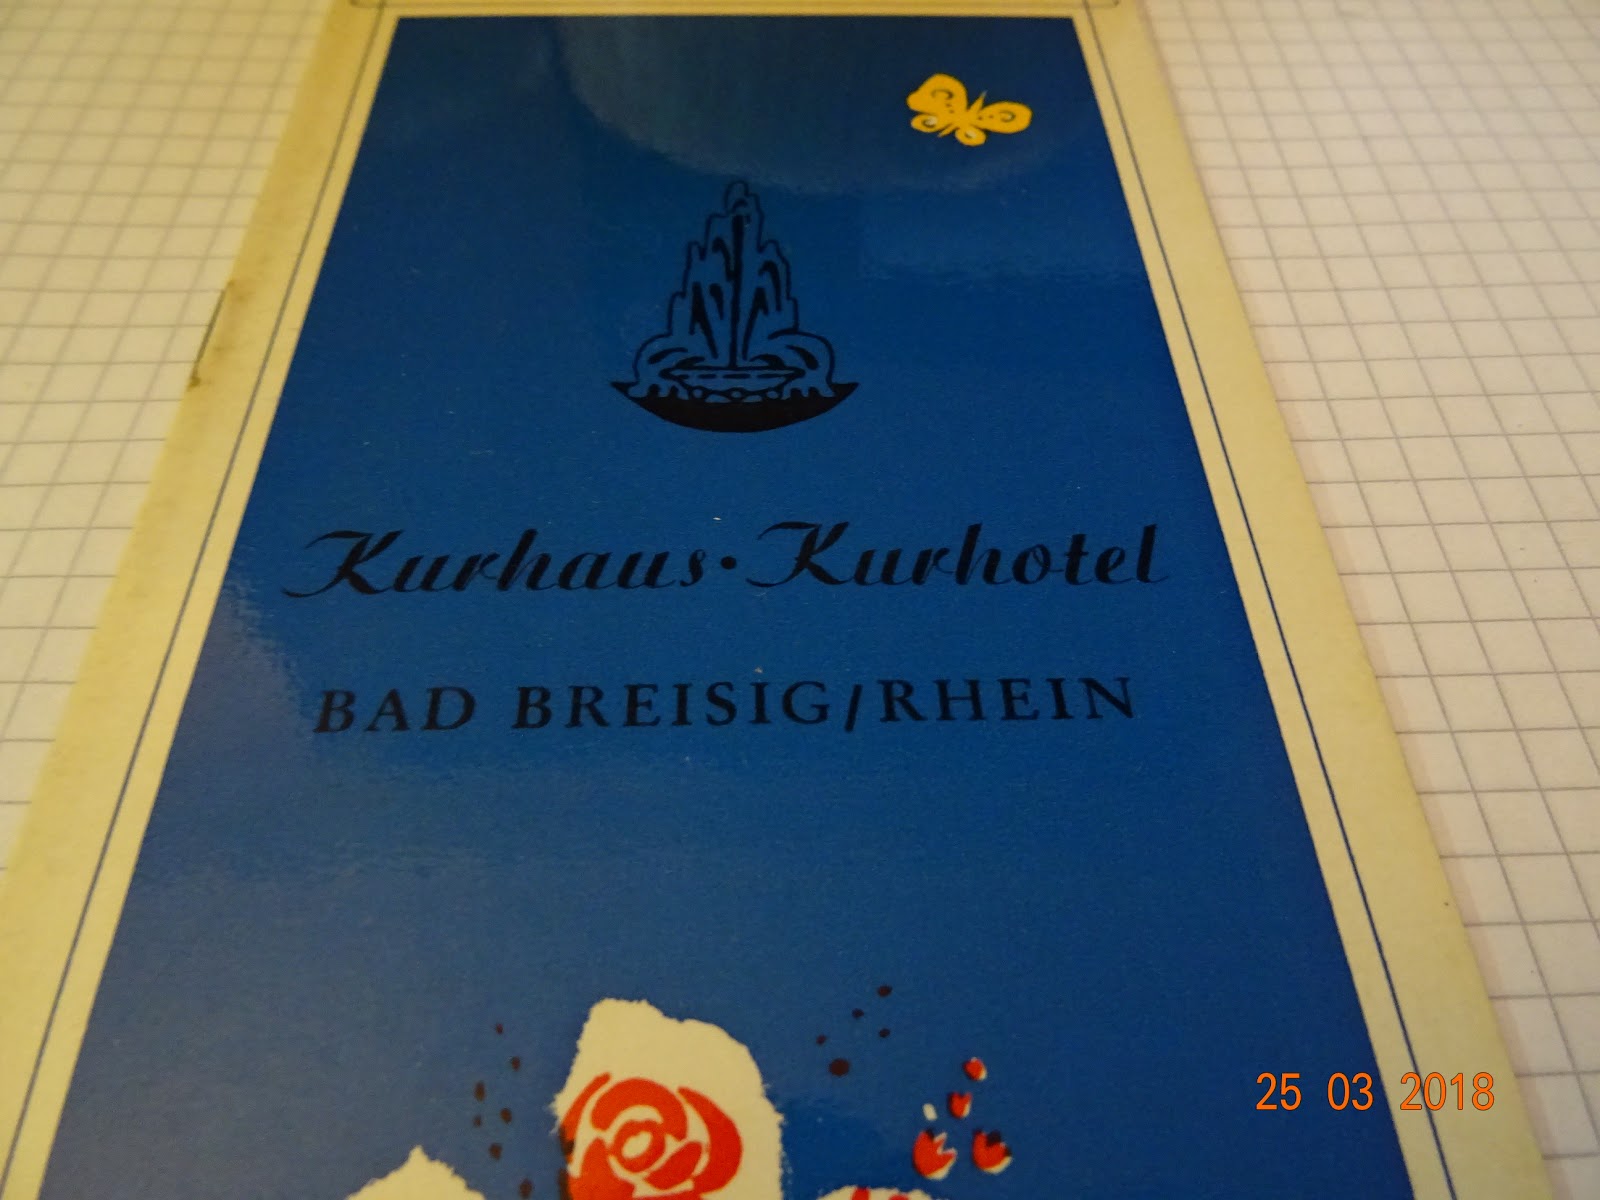 Kurhaus · Kurhotel
BAD BREISIG/RHEIN
25 03 2018